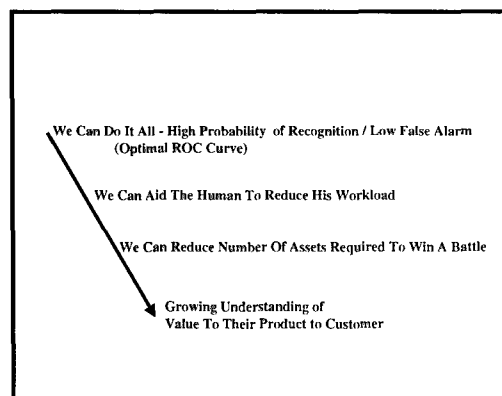 We Can Do It All - High Probability of Recognition / Low False Alarm
(Optimal ROC Curve)
We Can Aid The Human To Reduce His Workload
We Can Reduce Number Of Assets Required To Win A Battle
Growing Understanding of
Value To Their Product to Customer